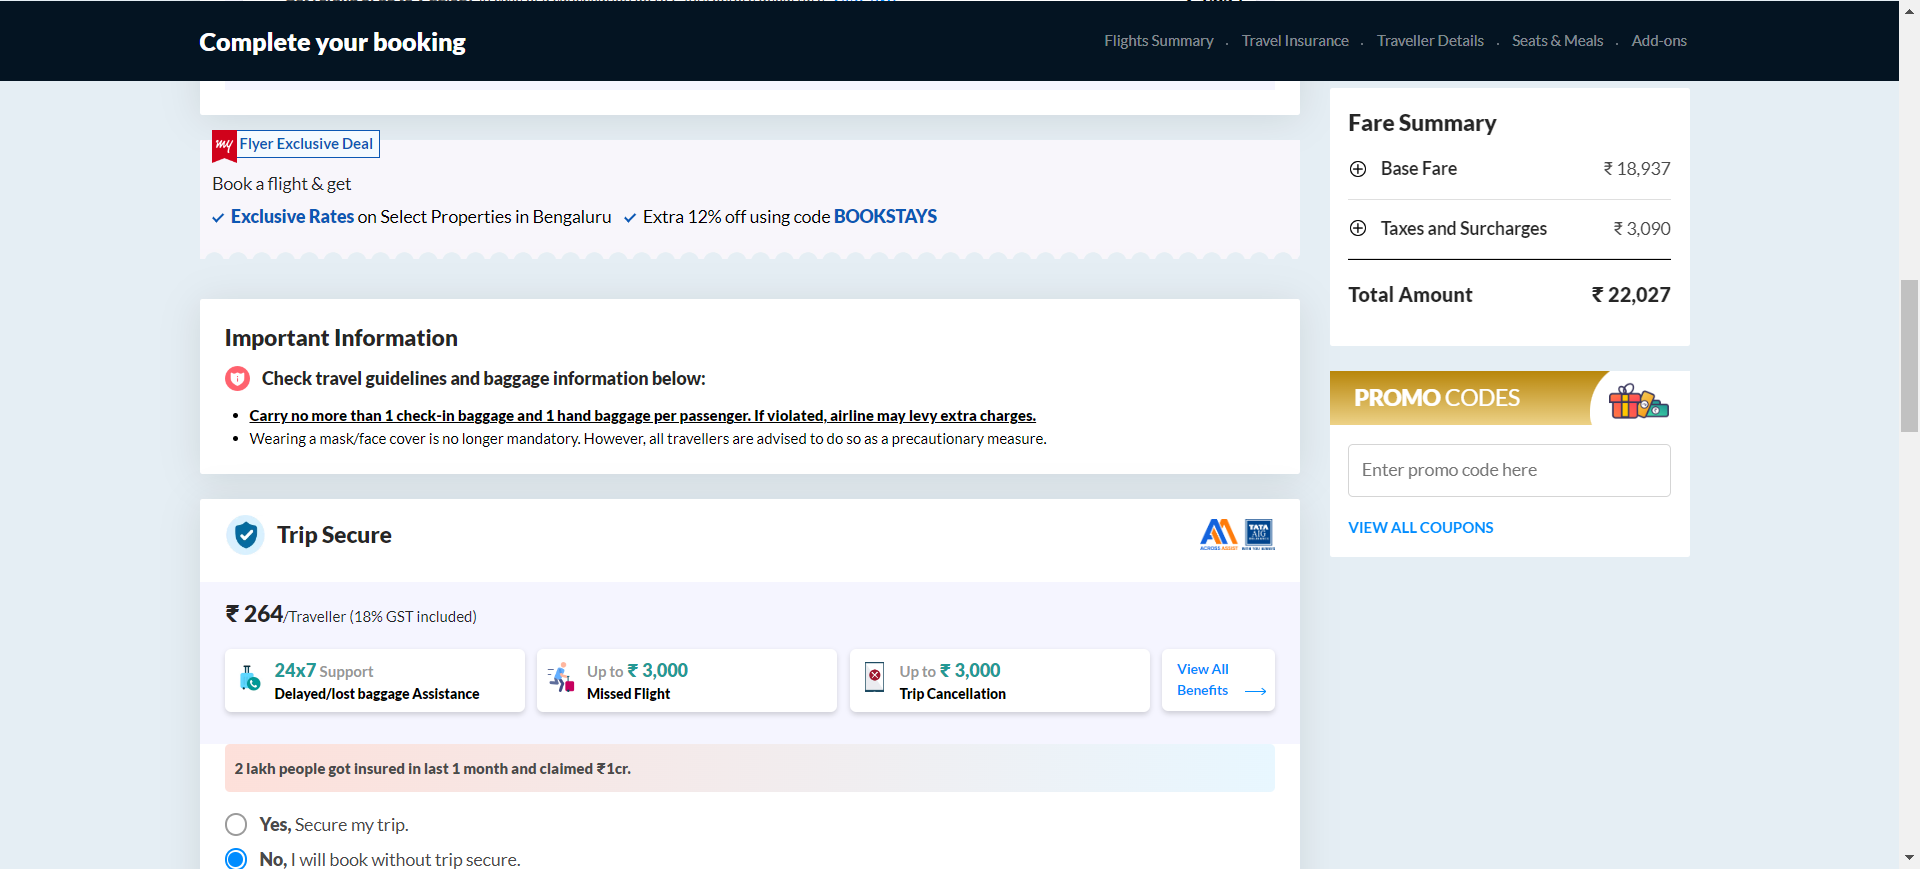 Complete your booking
Flights Summary . Travel Insurance . Traveller Details . Seats & Meals . Add-ons
my Flyer Exclusive Deal
Book a flight & get
Exclusive Rates on Select Properties in Bengaluru Extra 12% off using code BOOKSTAYS
Important Information
Check travel guidelines and baggage information below:
• Carry no more than 1 check-in baggage and 1 hand baggage per passenger. If violated, airline may levy extra charges.
• Wearing a mask/face cover is no longer mandatory. However, all travellers are advised to do so as a precautionary measure.
Trip Secure
ACROSS ASSIST
TATA
AIG
WITH YOU ALWAYS
₹ 264/Traveller (18% GST included)
24x7 Support
Delayed/lost baggage Assistance
Up to ₹ 3,000
Missed Flight
Up to ₹ 3,000
Trip Cancellation
View All
Benefits
2 lakh people got insured in last 1 month and claimed ₹1cr.
Yes, Secure my trip.
No, I will book without trip secure.
Fare Summary
Base Fare ₹ 18,937
Taxes and Surcharges ₹ 3,090
Total Amount ₹ 22,027
PROMO CODES
Enter promo code here
VIEW ALL COUPONS